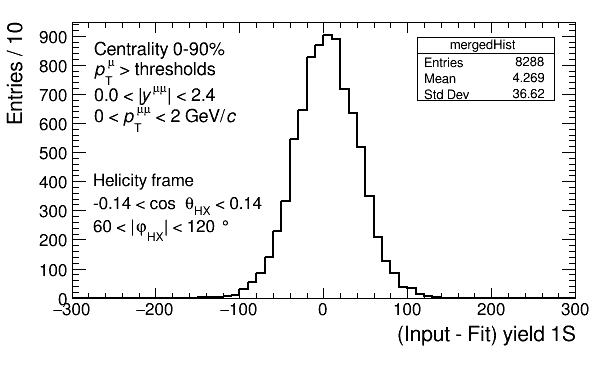 Entries / 10
900
800
700
600
500
400
300
200
100
0
Centrality 0-90%
p_T^μ > thresholds
0.0 < |y^μμ| < 2.4
0 < p_T^μμ < 2 GeV/c
Helicity frame
-0.14 < cos θ_HX < 0.14
60 < |φ_HX| < 120 °
mergedHist
Entries 8288
Mean 4.269
Std Dev 36.62
−300 −200 −100 0 100 200 300
(Input - Fit) yield 1S